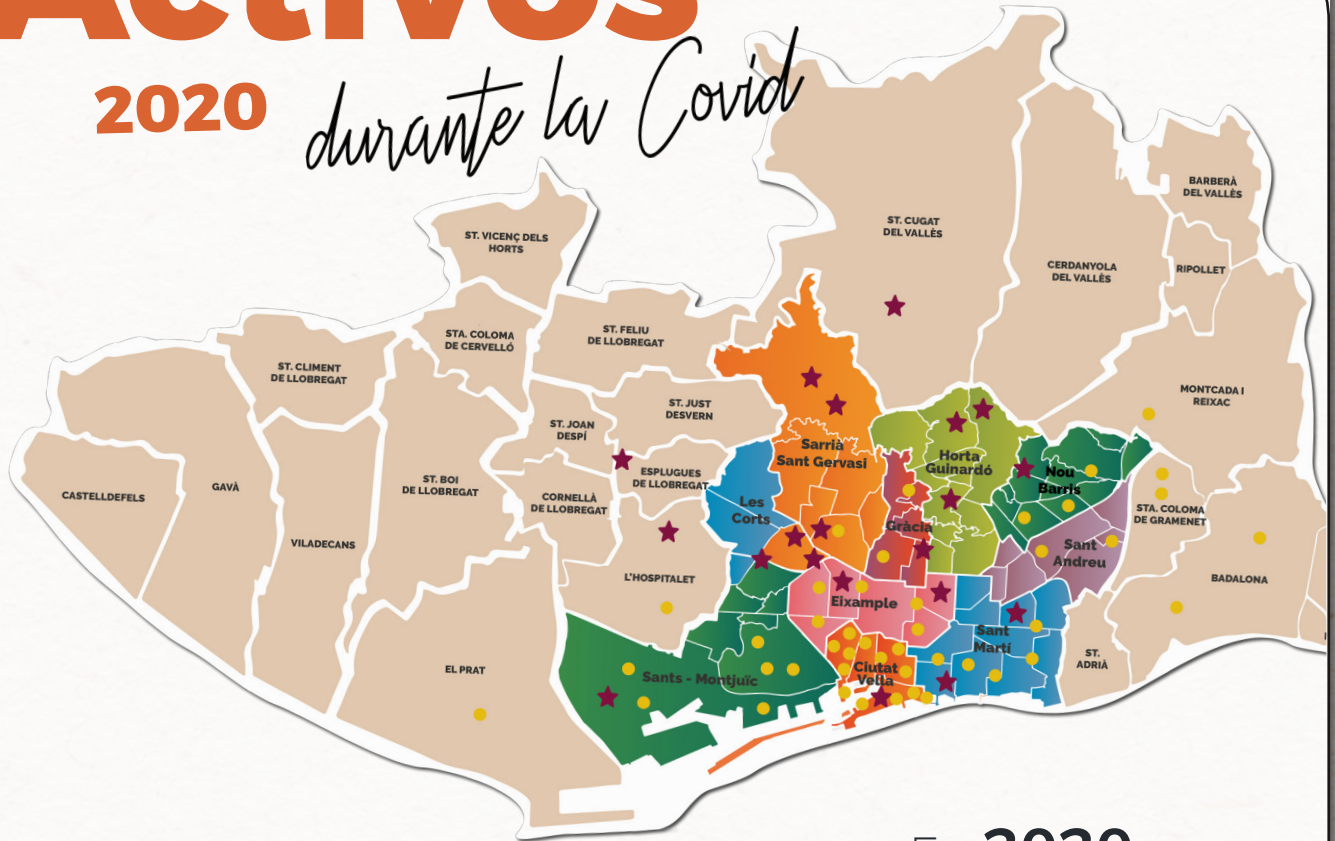 Activos
2020
durante la Covid
BARBERÀ
DEL VALLÈS
ST. CUGAT
DEL VALLÈS
ST. VICENÇ DELS
HORTS
CERDANYOLA
DEL VALLÈS
RIPOLLET
STA. COLOMA
DE CERVELLÓ
ST. FELIU
DE LLOBREGAT
ST. CLIMENT
DE LLOBREGAT
MONTCADA I
REIXAC
ST. JUST
DESVERN
ST. JOAN
DESPÍ
Sarrià
Sant Gervasi
Horta
Guinardó
Nou
Barris
ESPLUGUES
DE LLOBREGAT
ST. BOI
DE LLOBREGAT
GAVÀ
CASTELLDEFELS
CORNELLÀ
DE LLOBREGAT
Les
Corts
STA. COLOMA
DE GRAMENET
Gràcia
VILADECANS
Sant
Andreu
L'HOSPITALET
BADALONA
Eixample
Sant
Martí
ST.
ADRIÀ
EL PRAT
Sants - Montjuïc
Ciutat
Vella
2020